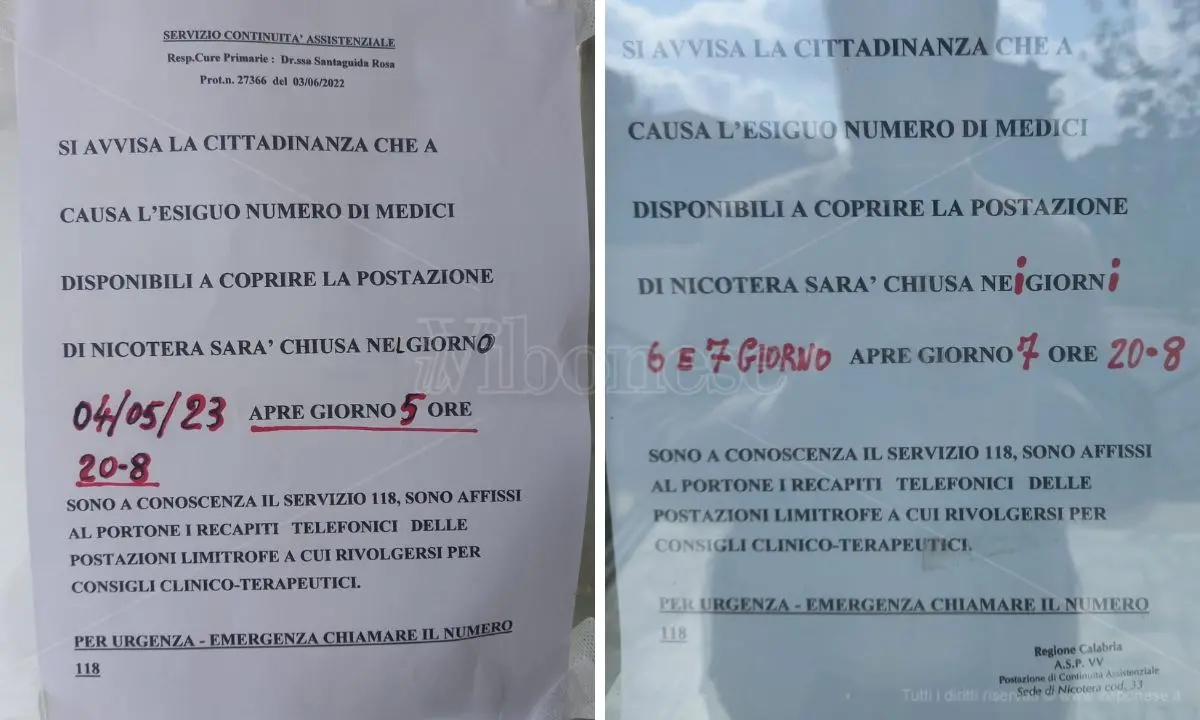 SERVIZIO CONTINUITA' ASSISTENZIALE
Resp.Cure Primarie : Dr.ssa Santaguida Rosa
Prot.n. 27366 del 03/06/2022
SI AVVISA LA CITTADINANZA CHE A
CAUSA L'ESIGUO NUMERO DI MEDICI
DISPONIBILI A COPRIRE LA POSTAZIONE
DI NICOTERA SARA' CHIUSA NELGIORNO
04/05/23 APRE GIORNO 5 ORE
20-8
SONO A CONOSCENZA IL SERVIZIO 118, SONO AFFISSI
AL PORTONE I RECAPITI TELEFONICI DELLE
POSTAZIONI LIMITROFE A CUI RIVOLGERSI PER
CONSIGLI CLINICO-TERAPEUTICI.
PER URGENZA - EMERGENZA CHIAMARE IL NUMERO
118
SI AVVISA LA CITTADINANZA CHE A
CAUSA L'ESIGUO NUMERO DI MEDICI
DISPONIBILI A COPRIRE LA POSTAZIONE
DI NICOTERA SARA' CHIUSA NEiGIORNi
6 E 7 GIORNO APRE GIORNO 7 ORE 20-8
SONO A CONOSCENZA IL SERVIZIO 118, SONO AFFISSI
AL PORTONE I RECAPITI TELEFONICI DELLE
POSTAZIONI LIMITROFE A CUI RIVOLGERSI PER
CONSIGLI CLINICO-TERAPEUTICI.
PER URGENZA - EMERGENZA CHIAMARE IL NUMERO
118
Regione Calabria
A.S.P. VV
Postazione di Continuità Assistenziale
Sede di Nicotera cod. 33
il Vibonese
Tutti i diritti